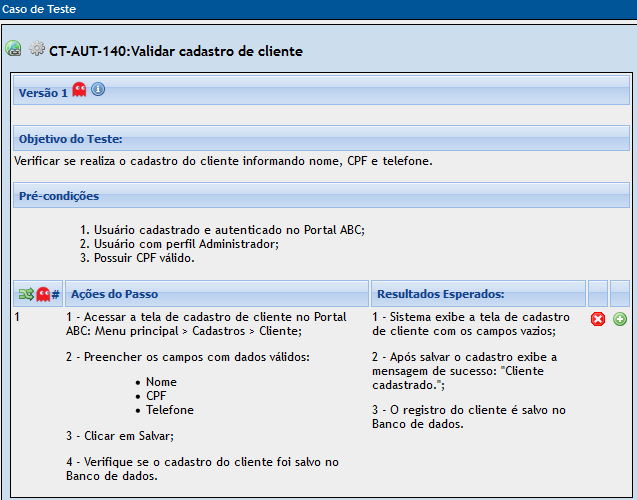 Caso de Teste
CT-AUT-140:Validar cadastro de cliente
Versão 1
Objetivo do Teste:
Verificar se realiza o cadastro do cliente informando nome, CPF e telefone.
Pré-condições
1. Usuário cadastrado e autenticado no Portal ABC;
2. Usuário com perfil Administrador;
3. Possuir CPF válido.
#
Ações do Passo
Resultados Esperados:
1
1 - Acessar a tela de cadastro de cliente no Portal
ABC: Menu principal > Cadastros > Cliente;
2 - Preencher os campos com dados válidos:
• Nome
• CPF
• Telefone
3 - Clicar em Salvar;
4 - Verifique se o cadastro do cliente foi salvo no
Banco de dados.
1 - Sistema exibe a tela de cadastro
de cliente com os campos vazios;
2 - Após salvar o cadastro exibe a
mensagem de sucesso: "Cliente
cadastrado.";
3 - O registro do cliente é salvo no
Banco de dados.